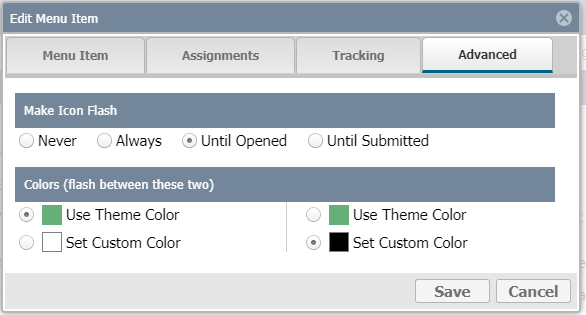 Edit Menu Item
Menu Item Assignments Tracking Advanced
Make Icon Flash
Never Always Until Opened Until Submitted
Colors (flash between these two)
Use Theme Color Use Theme Color
Set Custom Color Set Custom Color
Save Cancel